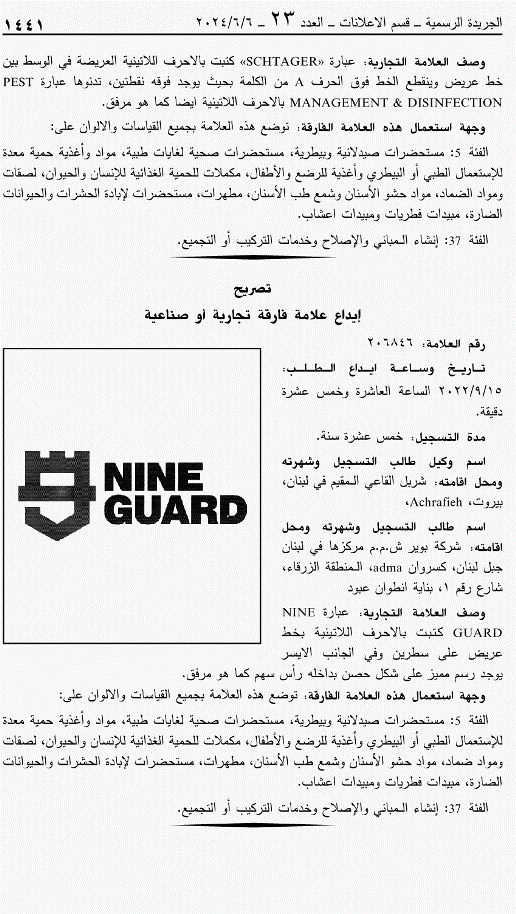 الجريدة الرسمية ــ قسم الاعلانات ــ العدد ٢٣ ــ ٢٠٢٤/٦/٦ ١٤٤١
وصف العلامة التجارية: عبارة «SCHTAGER» كتبت بالاحرف اللاتينية العريضة في الوسط بين
خط عريض وينقطع الخط فوق الحرف A من الكلمة بحيث يوجد فوقه نقطتين، تدنوها عبارة PEST
MANAGEMENT & DISINFECTION بالاحرف اللاتينية ايضا كما هو مرفق.
وجهة استعمال هذه العلامة الفارقة: توضع هذه العلامة بجميع القياسات والالوان على:
الفئة 5: مستحضرات صيدلانية وبيطرية، مستحضرات صحية لغايات طبية، مواد وأغذية حمية معدة
للإستعمال الطبي أو البيطري وأغذية للرضع والأطفال، مكملات للحمية الغذائية للإنسان والحيوان، لصقات
ومواد الضماد، مواد حشو الأسنان وشمع طب الأسنان، مطهرات، مستحضرات لإبادة الحشرات والحيوانات
الضارة، مبيدات فطريات ومبيدات اعشاب.
الفئة 37: إنشاء المباني والإصلاح وخدمات التركيب أو التجميع.
تصريح
إيداع علامة فارقة تجارية أو صناعية
رقم العلامة: ٢٠٦٨٤٦
تاريخ وساعة ايداع الطلب:
٢٠٢٢/٩/١٥ الساعة العاشرة وخمس عشرة
دقيقة.
مدة التسجيل: خمس عشرة سنة.
اسم وكيل طالب التسجيل وشهرته
ومحل اقامته: شربل القاعي المقيم في لبنان،
بيروت، Achrafieh،
اسم طالب التسجيل وشهرته ومحل
اقامته: شركة بوير ش.م.م مركزها في لبنان
جبل لبنان، كسروان adma، المنطقة الزرقاء،
شارع رقم ١، بناية انطوان عبود
وصف العلامة التجارية: عبارة NINE
GUARD كتبت بالاحرف اللاتينية بخط
عريض على سطرين وفي الجانب الايسر
يوجد رسم مميز على شكل حصن بداخله رأس سهم كما هو مرفق.
NINE
GUARD
وجهة استعمال هذه العلامة الفارقة: توضع هذه العلامة بجميع القياسات والالوان على:
الفئة 5: مستحضرات صيدلانية وبيطرية، مستحضرات صحية لغايات طبية، مواد وأغذية حمية معدة
للإستعمال الطبي أو البيطري وأغذية للرضع والأطفال، مكملات للحمية الغذائية للإنسان والحيوان، لصقات
ومواد ضماد، مواد حشو الأسنان وشمع طب الأسنان، مطهرات، مستحضرات لإبادة الحشرات والحيوانات
الضارة، مبيدات فطريات ومبيدات اعشاب.
الفئة 37: إنشاء المباني والإصلاح وخدمات التركيب أو التجميع.